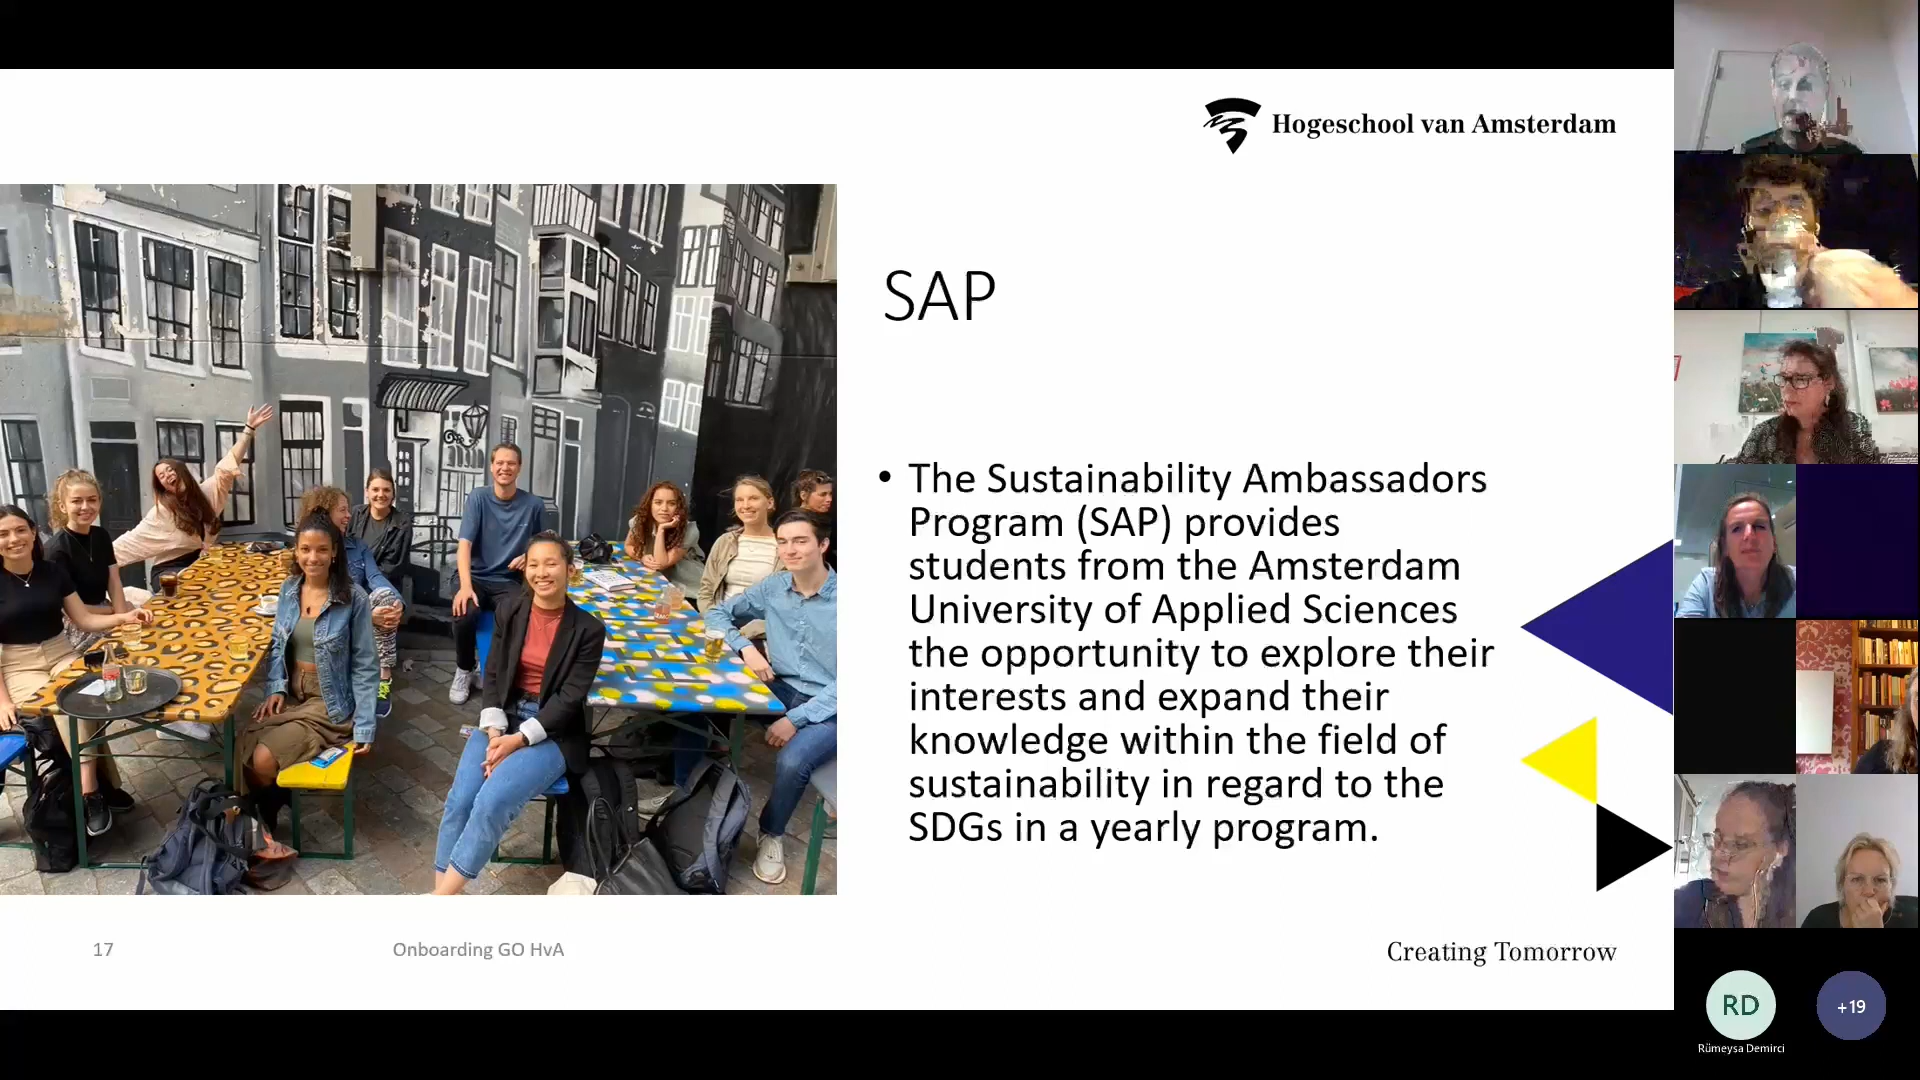 Hogeschool van Amsterdam
SAP
• The Sustainability Ambassadors
Program (SAP) provides
students from the Amsterdam
University of Applied Sciences
the opportunity to explore their
interests and expand their
knowledge within the field of
sustainability in regard to the
SDGs in a yearly program.
17
Onboarding GO HvA
Creating Tomorrow
RD
+19
Rümeysa Demirci